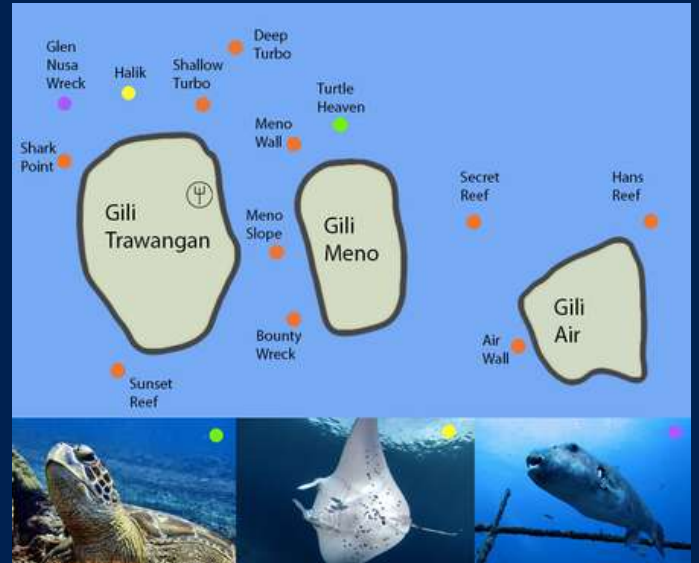 Glen
Nusa
Wreck
Halik
Shallow
Turbo
Deep
Turbo
Turtle
Heaven
Meno
Wall
Shark
Point
Gili
Trawangan
Meno
Slope
Gili
Meno
Secret
Reef
Hans
Reef
Gili
Air
Bounty
Wreck
Air
Wall
Sunset
Reef